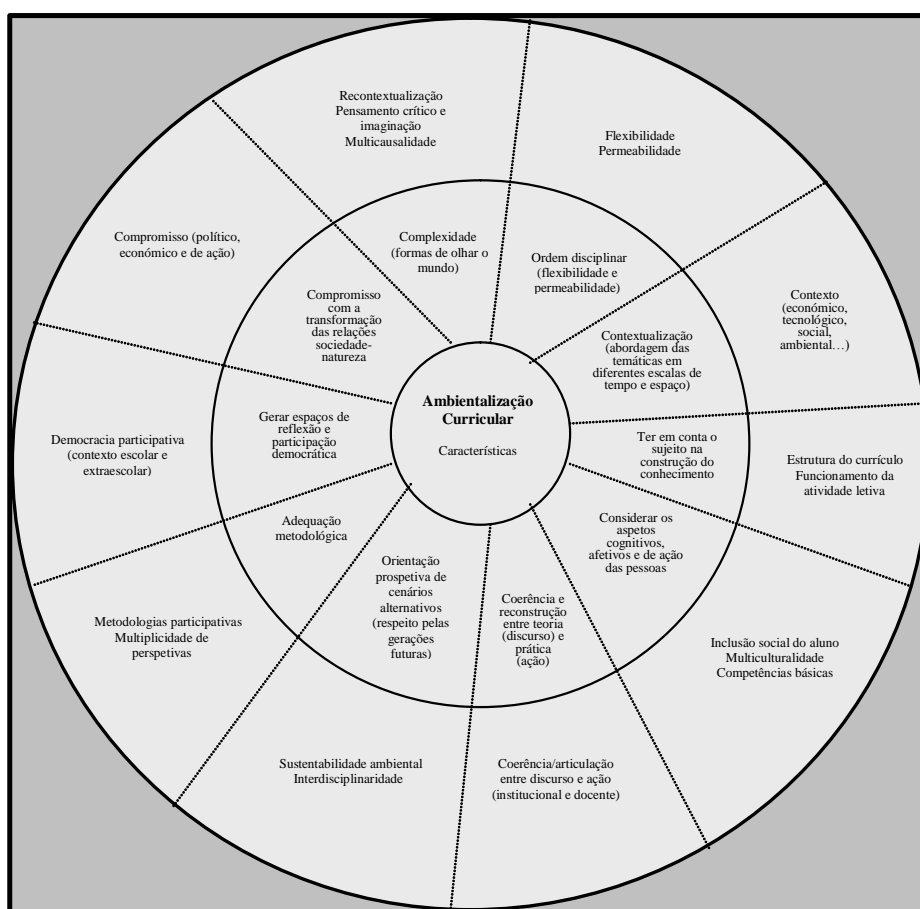 Recontextualização
Pensamento crítico e
imaginação
Multicausalidade
Flexibilidade
Permeabilidade
Compromisso (político,
económico e de ação)
Complexidade
(formas de olhar o
mundo)
Ordem disciplinar
(flexibilidade e
permeabilidade)
Contexto
(económico,
tecnológico,
social,
ambiental…)
Compromisso
com a
transformação
das relações
sociedade-
natureza
Contextualização
(abordagem das
temáticas em
diferentes escalas de
tempo e espaço)
Ambientalização
Curricular
Características
Democracia participativa
(contexto escolar e
extraescolar)
Gerar espaços de
reflexão e
participação
democrática
Ter em conta o
sujeito na
construção do
conhecimento
Estrutura do currículo
Funcionamento da
atividade letiva
Adequação
metodológica
Considerar os
aspetos
cognitivos,
afetivos e de ação
das pessoas
Orientação
prospetiva de
cenários
alternativos
(respeito pelas
gerações
futuras)
Coerência e
reconstrução
entre teoria
(discurso) e
prática
(ação)
Metodologias participativas
Multiplicidade de
perspetivas
Inclusão social do aluno
Multiculturalidade
Competências básicas
Sustentabilidade ambiental
Interdisciplinaridade
Coerência/articulação
entre discurso e ação
(institucional e docente)